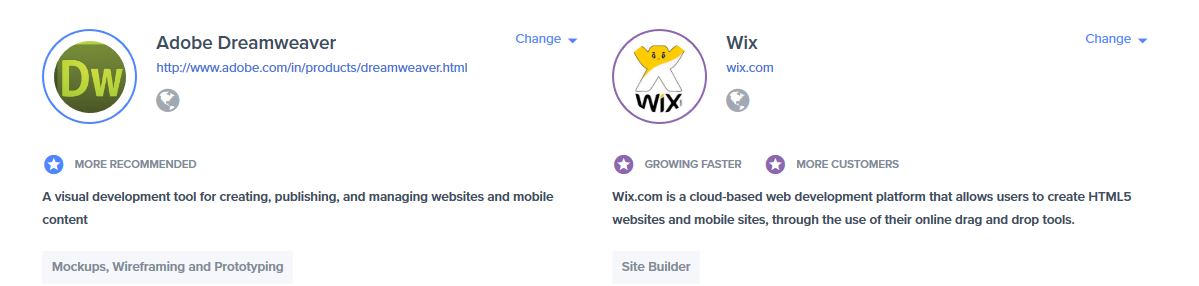 Dw
Adobe Dreamweaver
Change
http://www.adobe.com/in/products/dreamweaver.html
MORE RECOMMENDED
A visual development tool for creating, publishing, and managing websites and mobile
content
Mockups, Wireframing and Prototyping
WiX
Wix
Change
wix.com
GROWING FASTER
MORE CUSTOMERS
Wix.com is a cloud-based web development platform that allows users to create HTML5
websites and mobile sites, through the use of their online drag and drop tools.
Site Builder